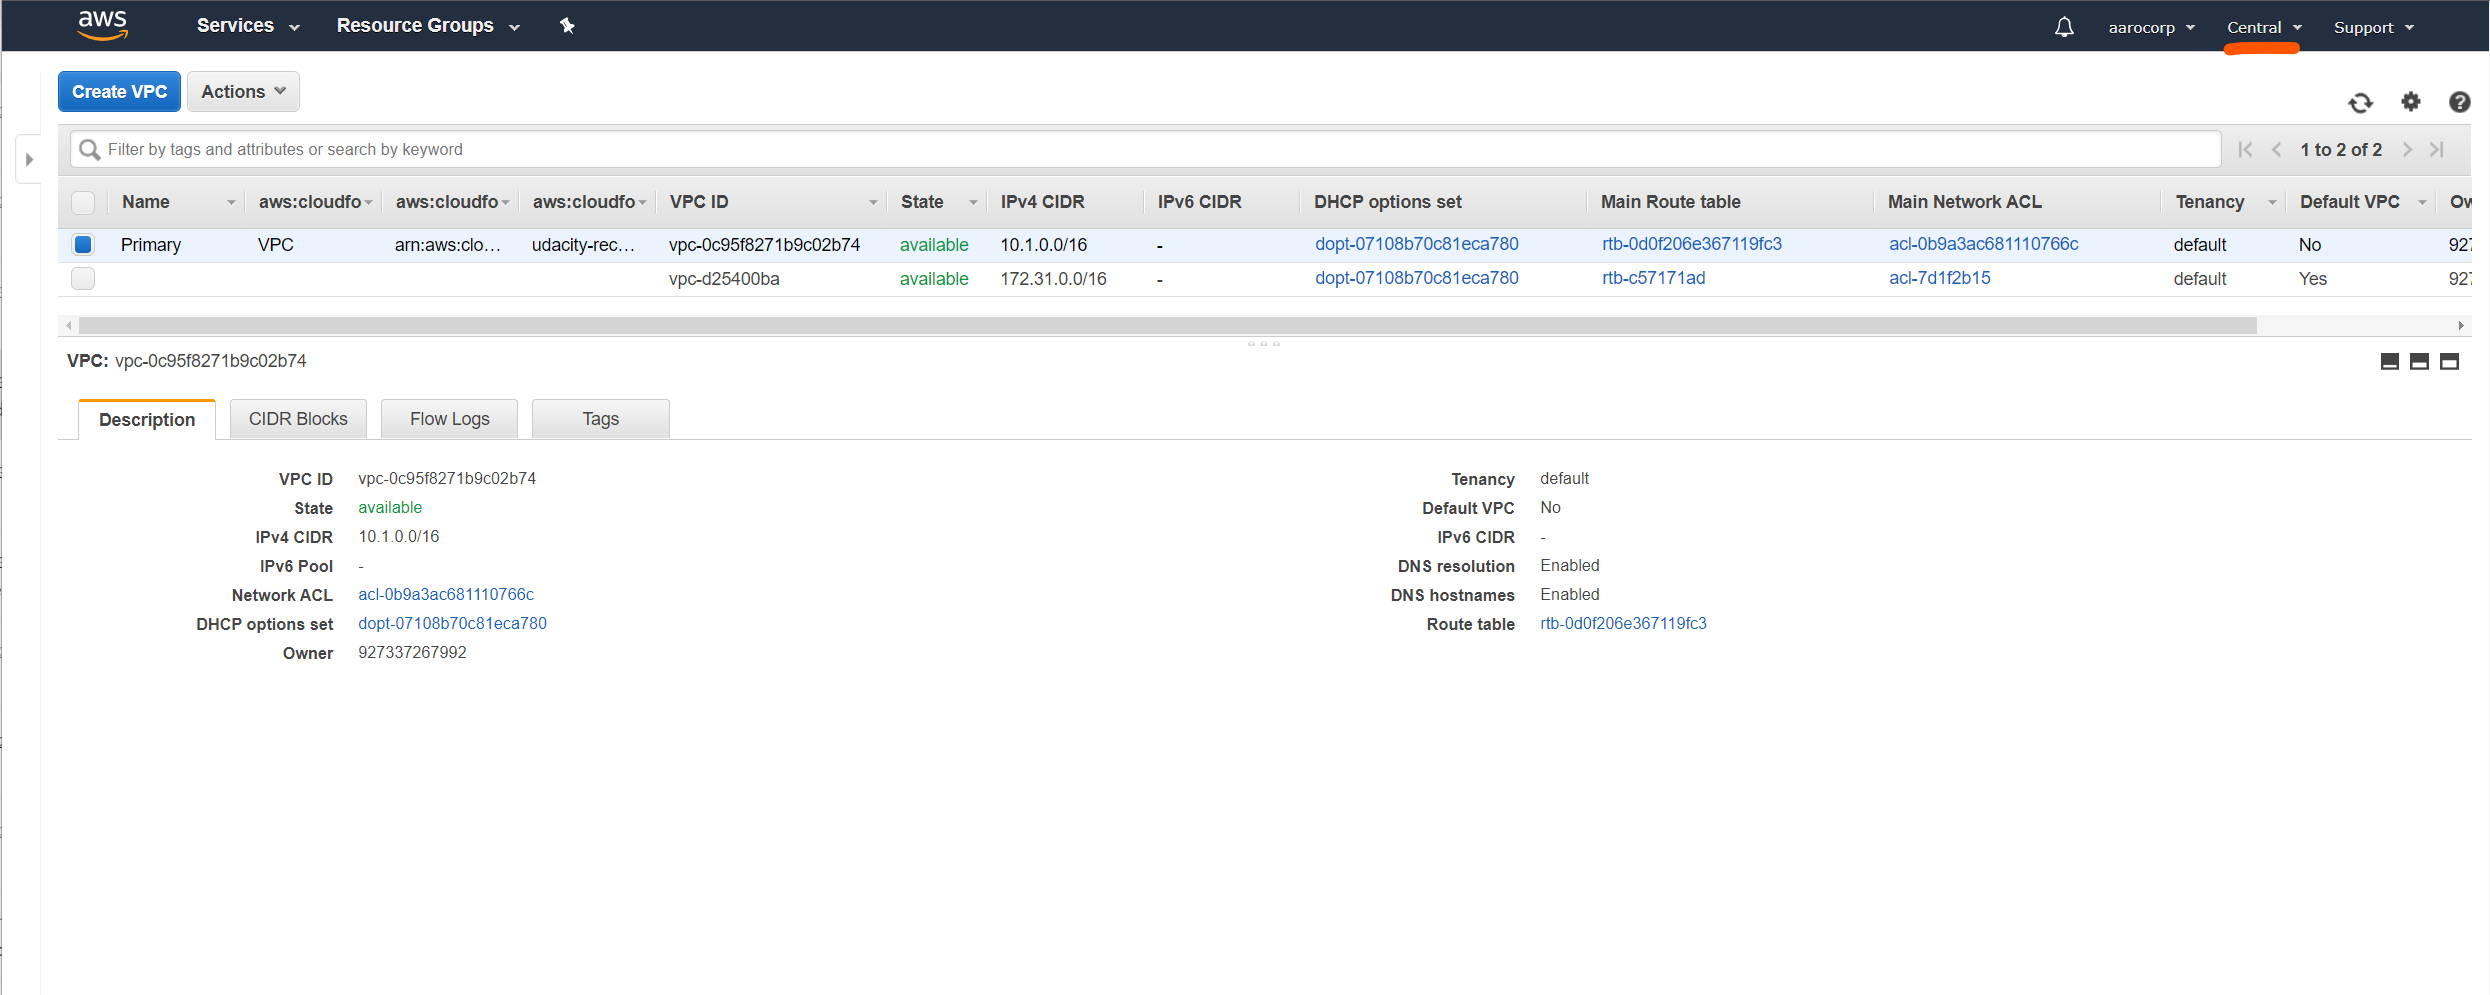 aws Services Resource Groups aarocorp Central Support
Create VPC Actions
Filter by tags and attributes or search by keyword 1 to 2 of 2
Name aws:cloudfo aws:cloudfo aws:cloudfo VPC ID State IPv4 CIDR IPv6 CIDR DHCP options set Main Route table Main Network ACL Tenancy Default VPC Ow
Primary VPC arn:aws:clo... udacity-rec... vpc-0c95f8271b9c02b74 available 10.1.0.0/16 - dopt-07108b70c81eca780 rtb-0d0f206e367119fc3 acl-0b9a3ac681110766c default No 927
vpc-d25400ba available 172.31.0.0/16 - dopt-07108b70c81eca780 rtb-c57171ad acl-7d1f2b15 default Yes 927
VPC: vpc-0c95f8271b9c02b74
Description CIDR Blocks Flow Logs Tags
VPC ID vpc-0c95f8271b9c02b74 Tenancy default
State available Default VPC No
IPv4 CIDR 10.1.0.0/16 IPv6 CIDR -
IPv6 Pool - DNS resolution Enabled
Network ACL acl-0b9a3ac681110766c DNS hostnames Enabled
DHCP options set dopt-07108b70c81eca780 Route table rtb-0d0f206e367119fc3
Owner 927337267992